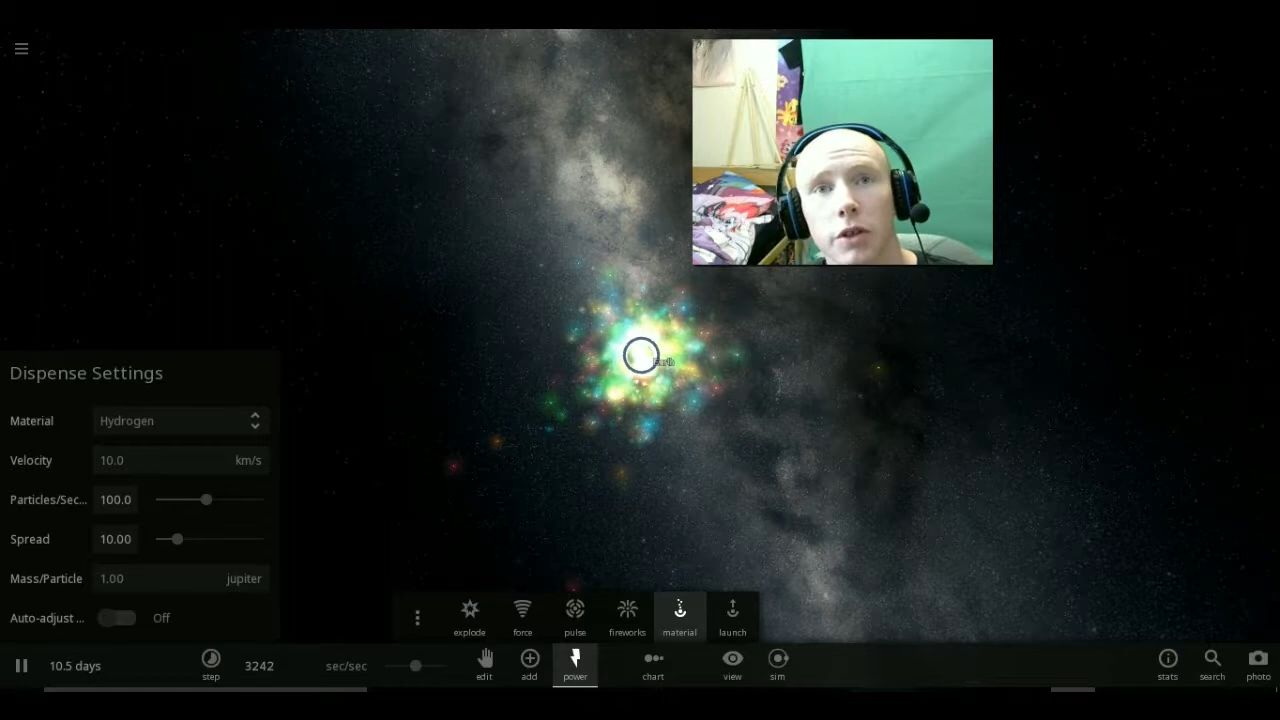 Earth
Dispense Settings
Material Hydrogen
Velocity 10.0 km/s
Particles/Sec... 100.0
Spread 10.00
Mass/Particle 1.00 jupiter
Auto-adjust ... Off
explode force pulse fireworks material launch
10.5 days step 3242 sec/sec edit add power chart view sim stats search photo